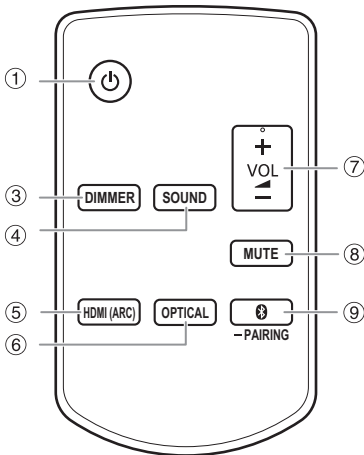 ①
+
VOL
−
⑦
③ DIMMER SOUND
④
MUTE ⑧
⑤ HDMI (ARC) OPTICAL ⑨
⑥ −PAIRING